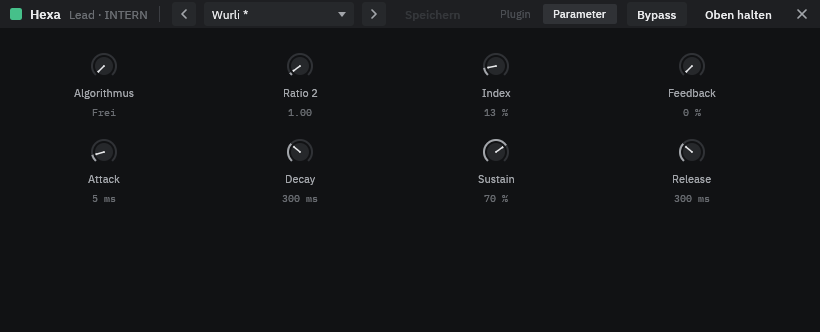 Hexa Lead · INTERN Wurli * Speichern Plugin Parameter Bypass Oben halten
Algorithmus Ratio 2 Index Feedback
Frei 1.00 13 % 0 %
Attack Decay Sustain Release
5 ms 300 ms 70 % 300 ms